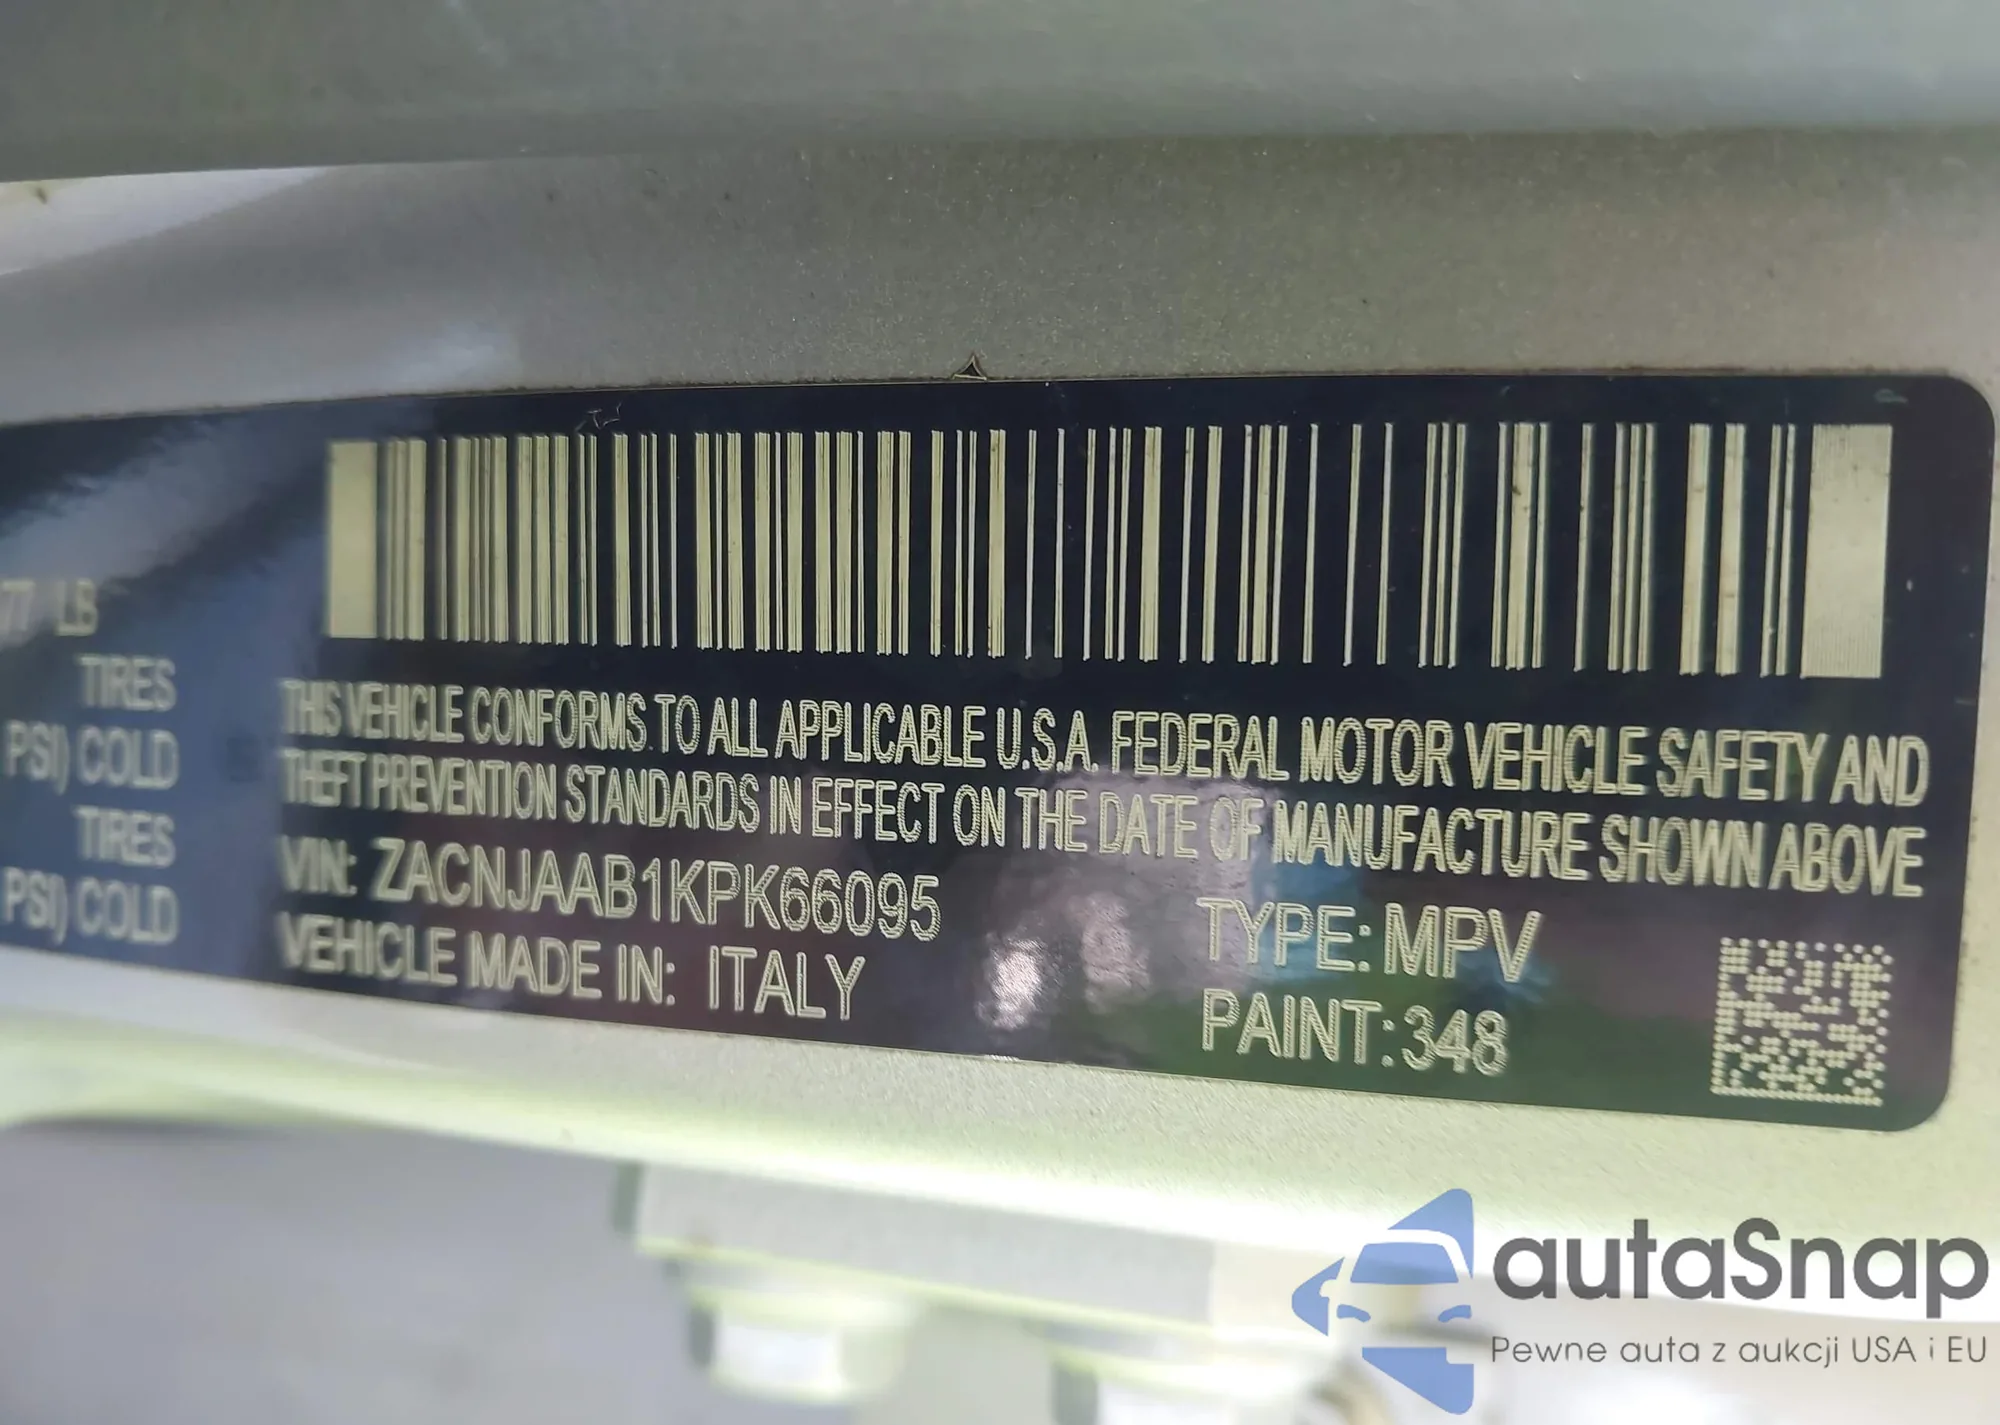 77 LB
TIRES
PSI) COLD
TIRES
PSI) COLD
THIS VEHICLE CONFORMS TO ALL APPLICABLE U.S.A. FEDERAL MOTOR VEHICLE SAFETY AND
THEFT PREVENTION STANDARDS IN EFFECT ON THE DATE OF MANUFACTURE SHOWN ABOVE
VIN: ZACNJAAB1KPK66095
TYPE: MPV
VEHICLE MADE IN: ITALY
PAINT: 348
autaSnap
Pewne auta z aukcji USA i EU